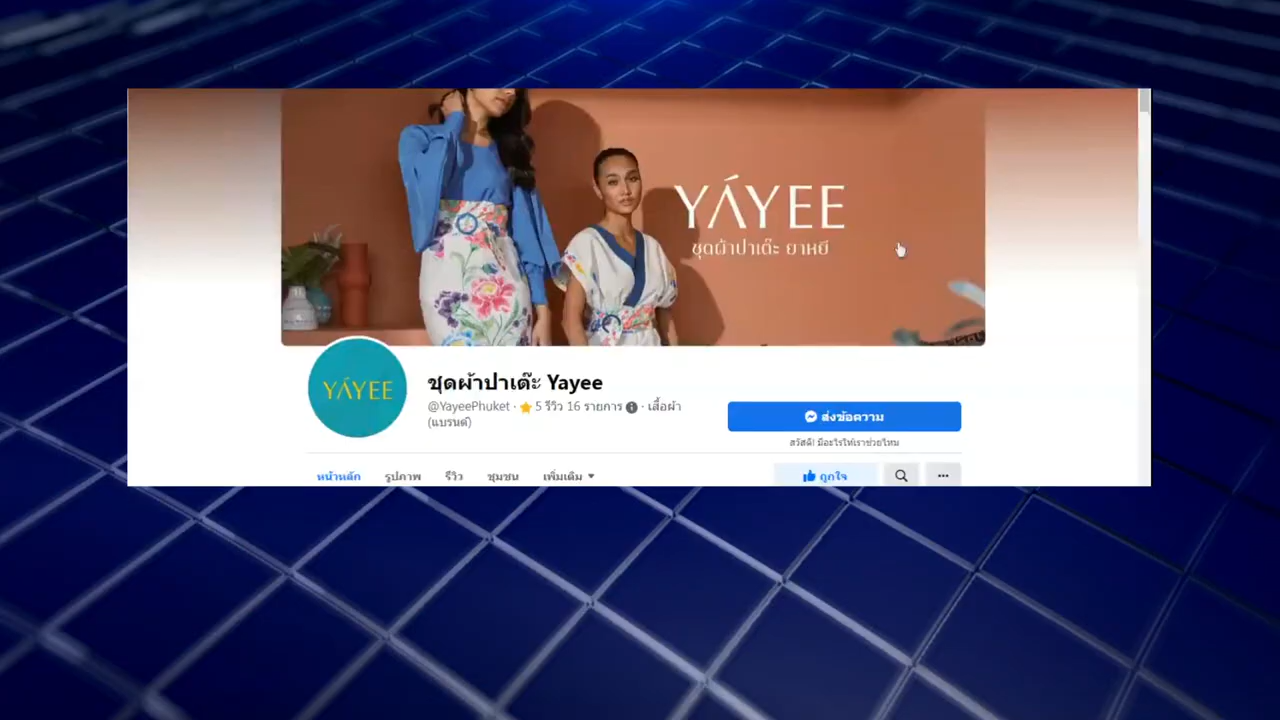 YÁYEE
ชุดผ้าปาเต๊ะ ยาหยี
YÁYEE
ชุดผ้าปาเต๊ะ Yayee
@YayeePhuket · 5 รีวิว 16 รายการ · เสื้อผ้า
(แบรนด์)
ส่งข้อความ
สวัสดี! มีอะไรให้เราช่วยไหม
หน้าหลัก รูปภาพ รีวิว ชุมชน เพิ่มเติม
ถูกใจ